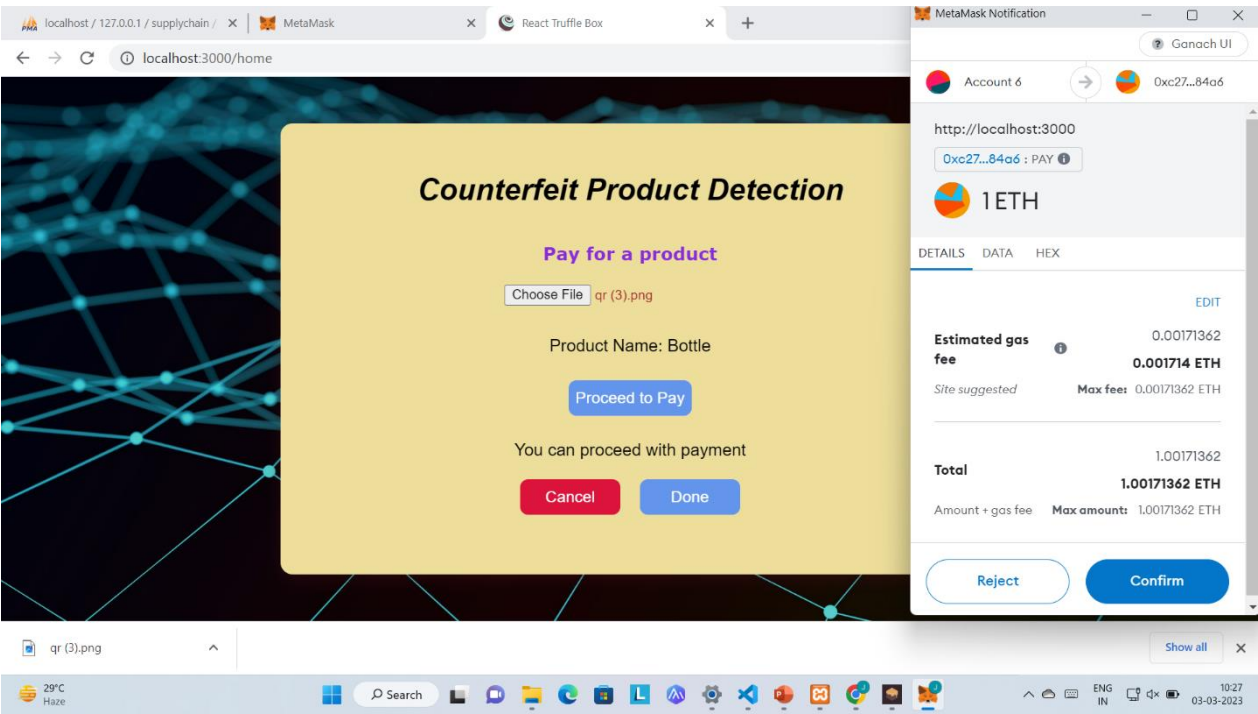 localhost / 127.0.0.1 / supplychain /
MetaMask
React Truffle Box
localhost:3000/home
Counterfeit Product Detection
Pay for a product
Choose File qr (3).png
Product Name: Bottle
Proceed to Pay
You can proceed with payment
Cancel Done
MetaMask Notification
Ganach UI
Account 6 0xc27...84a6
http://localhost:3000
0xc27...84a6 : PAY
1 ETH
DETAILS DATA HEX
EDIT
Estimated gas fee
0.00171362
0.001714 ETH
Site suggested Max fee: 0.00171362 ETH
Total
1.00171362
1.00171362 ETH
Amount + gas fee Max amount: 1.00171362 ETH
Reject Confirm
qr (3).png
Show all
29°C
Haze
Search
ENG
IN
10:27
03-03-2023